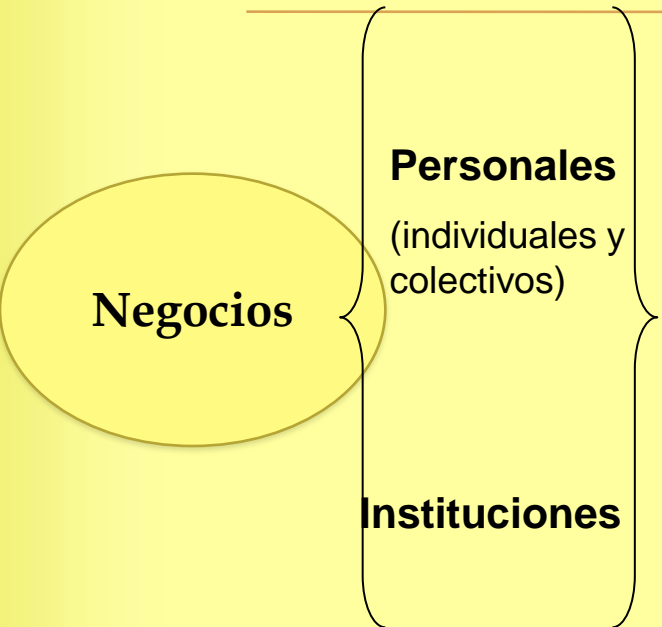 Personales
(individuales y
colectivos)
Negocios
Instituciones